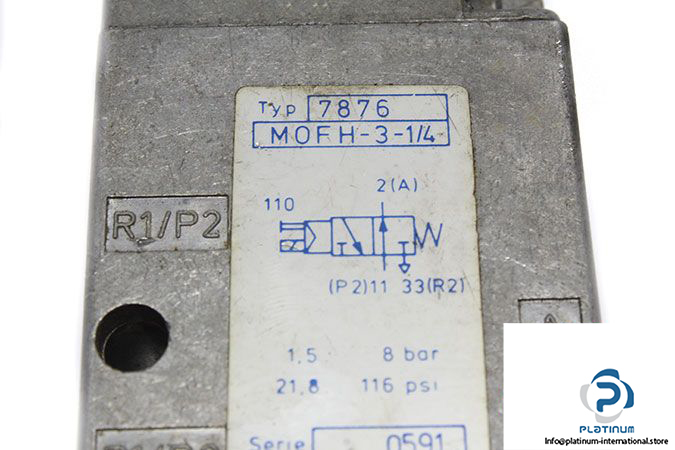 Typ 7876
MOFH-3-1/4
2(A)
110
R1/P2
(P2)11 33(R2)
1,5 8 bar
21,8 116 psi
Serie 0591
PLATINUM
info@platinum-international.store